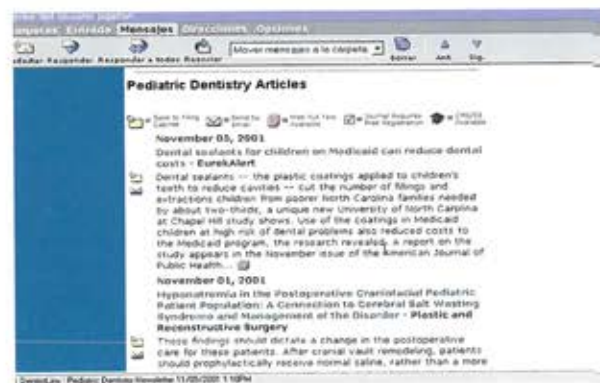 Carpetas Entrada Mensajes Direcciones Opciones
Responder Responder a todos Reenviar Mover mensajes a la carpeta Borrar Ant. Sig.
Pediatric Dentistry Articles
November 05, 2001
Dental sealants for children on Medicaid can reduce dental
costs - EurekAlert
Dental sealants -- the plastic coatings applied to children's
teeth to reduce cavities -- cut the number of fillings and
extractions children from poorer North Carolina families needed
by about two-thirds, a unique new University of North Carolina
at Chapel Hill study shows. Use of the coatings in Medicaid
children at high risk of dental problems also reduced costs to
the Medicaid program, the research revealed. A report on the
study appears in the November issue of the American Journal of
Public Health...
November 01, 2001
Hyponatremia in the Postoperative Craniofacial Pediatric
Patient Population: A Connection to Cerebral Salt Wasting
Syndrome and Management of the Disorder - Plastic and
Reconstructive Surgery
These findings should dictate a change in the postoperative
care for these patients. After cranial vault remodeling, patients
should prophylactically receive normal saline, rather than a more
Pediatric Dentistry Newsletter 11/05/2001 1:10PM